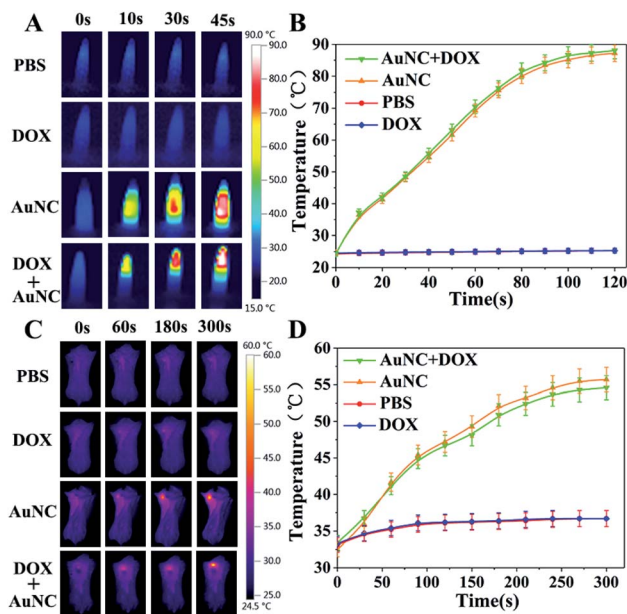 A
0s 10s 30s 45s
PBS
DOX
AuNC
DOX
+
AuNC
90.0 °C
90.0
80.0
70.0
60.0
50.0
40.0
30.0
20.0
15.0 °C
B
Temperature（℃）
90
80
70
60
50
40
30
20
AuNC+DOX
AuNC
PBS
DOX
0 20 40 60 80 100 120
Time(s)
C
0s 60s 180s 300s
PBS
DOX
AuNC
DOX
+
AuNC
60.0 °C
60.0
55.0
50.0
45.0
40.0
35.0
30.0
25.0
24.5 °C
D
Temperature（℃）
60
55
50
45
40
35
30
AuNC+DOX
AuNC
PBS
DOX
0 50 100 150 200 250 300
Time(s)